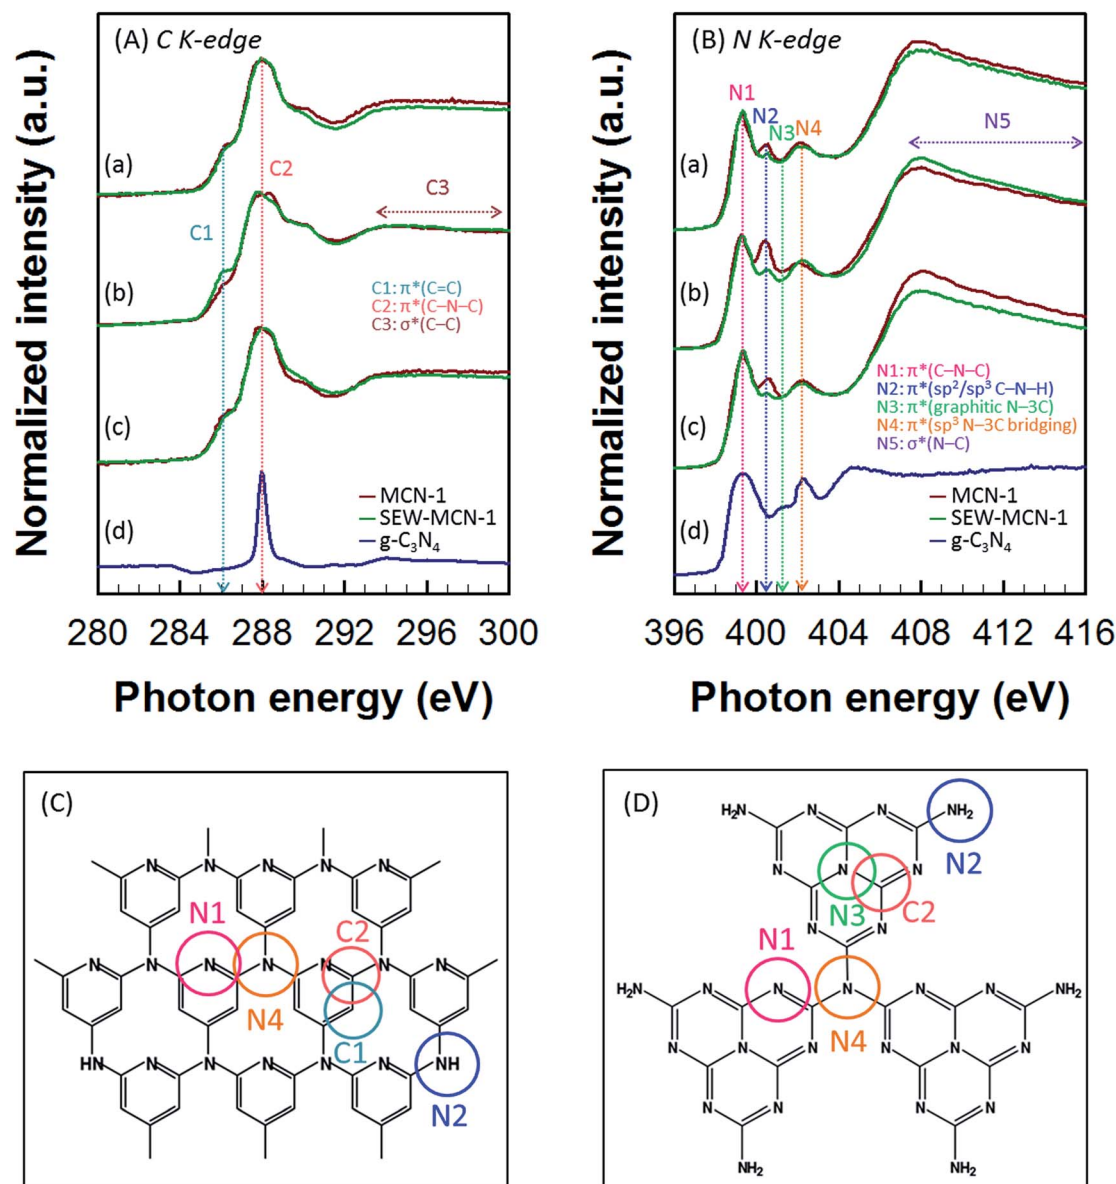 (A) C K-edge
Normalized intensity (a.u.)
(a)
C2
C3
C1
(b)
C1: π*(C=C)
C2: π*(C–N–C)
C3: σ*(C–C)
(c)
MCN-1
SEW-MCN-1
(d)
g-C₃N₄
280 284 288 292 296 300
Photon energy (eV)
(B) N K-edge
Normalized intensity (a.u.)
N1
N2
N3
N4
N5
(a)
(b)
N1: π*(C–N–C)
N2: π*(sp²/sp³ C–N–H)
N3: π*(graphitic N–3C)
N4: π*(sp³ N–3C bridging)
N5: σ*(N–C)
(c)
MCN-1
SEW-MCN-1
(d)
g-C₃N₄
396 400 404 408 412 416
Photon energy (eV)
(C)
N N N N N
N1
C2
N N N N N N N
N4
C1
HN N N N N N NH
N2
(D)
H₂N N N NH₂
N2
N N N
N3
C2
N N
N1
H₂N N N N N N NH₂
N4
N N N N N N
N N N N
NH₂ NH₂